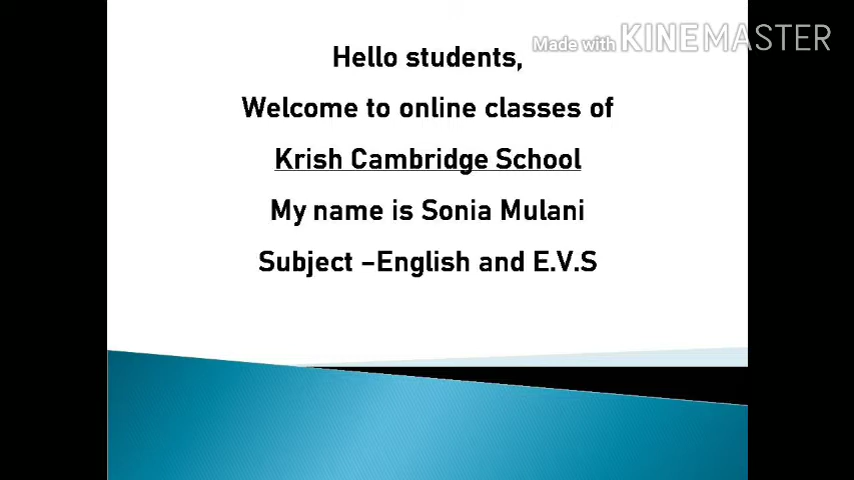 Made with KINEMASTER
Hello students,
Welcome to online classes of
Krish Cambridge School
My name is Sonia Mulani
Subject –English and E.V.S